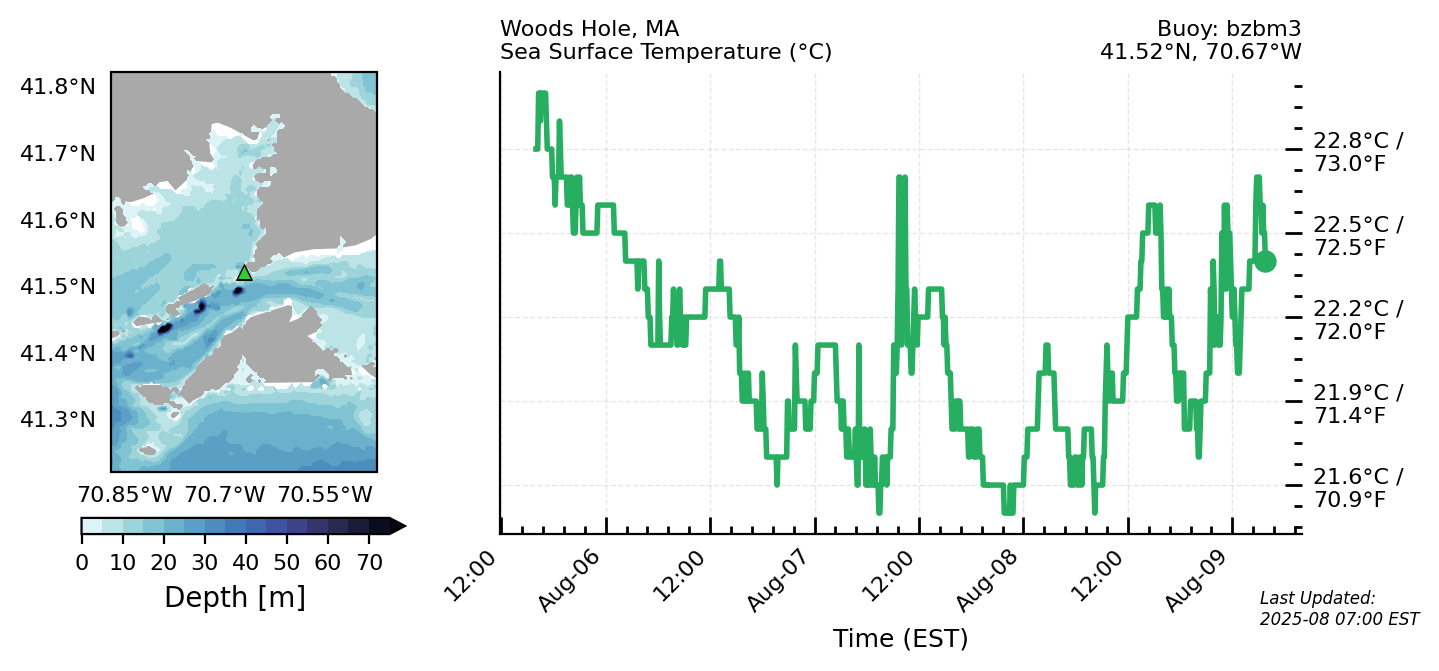 Woods Hole, MA
Sea Surface Temperature (°C)
Buoy: bzbm3
41.52°N, 70.67°W
41.8°N
41.7°N
41.6°N
41.5°N
41.4°N
41.3°N
70.85°W 70.7°W 70.55°W
0 10 20 30 40 50 60 70
Depth [m]
22.8°C /
73.0°F
22.5°C /
72.5°F
22.2°C /
72.0°F
21.9°C /
71.4°F
21.6°C /
70.9°F
12:00 Aug-06 12:00 Aug-07 12:00 Aug-08 12:00 Aug-09
Time (EST)
Last Updated:
2025-08 07:00 EST